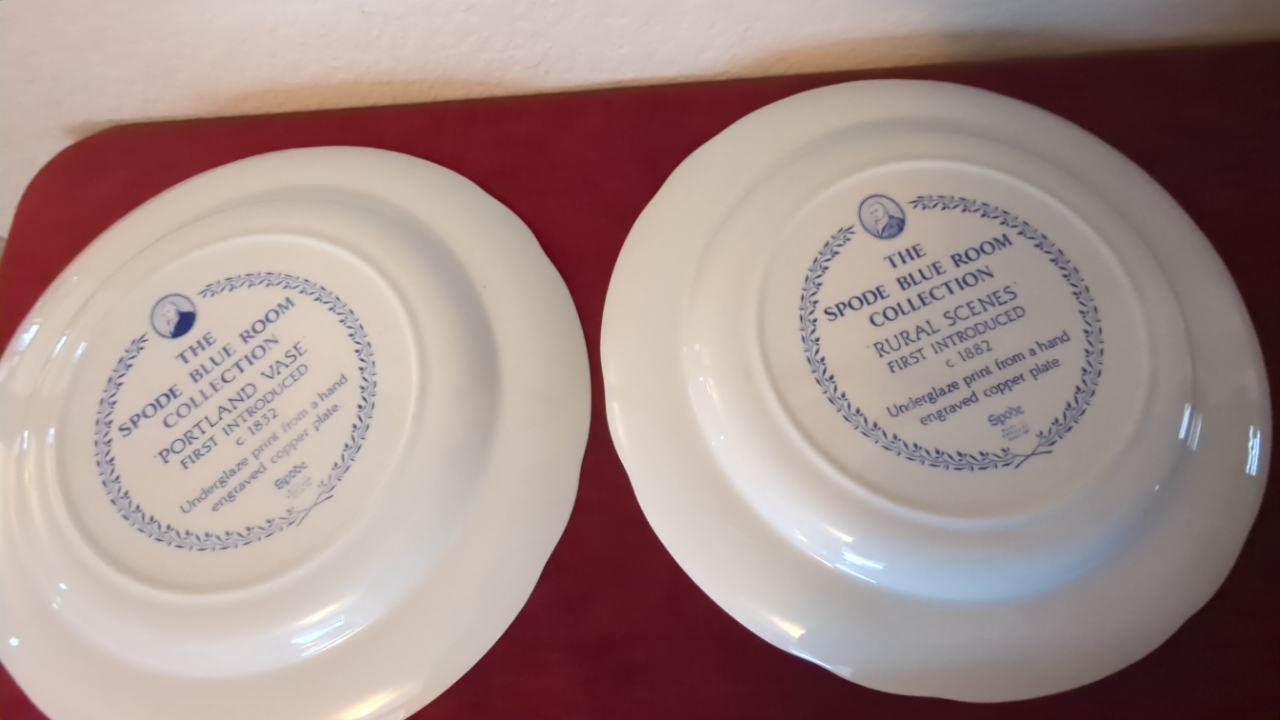 THE
SPODE BLUE ROOM
COLLECTION
'PORTLAND VASE'
FIRST INTRODUCED
c 1832
Underglaze print from a hand
engraved copper plate.
Spode
THE
SPODE BLUE ROOM
COLLECTION
'RURAL SCENES'
FIRST INTRODUCED
c 1882
Underglaze print from a hand
engraved copper plate
Spode